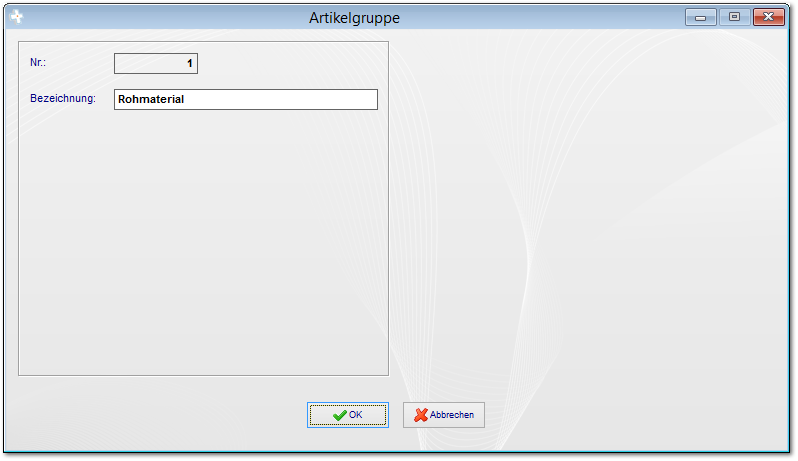 Artikelgruppe
Nr.: 1
Bezeichnung: Rohmaterial
OK Abbrechen